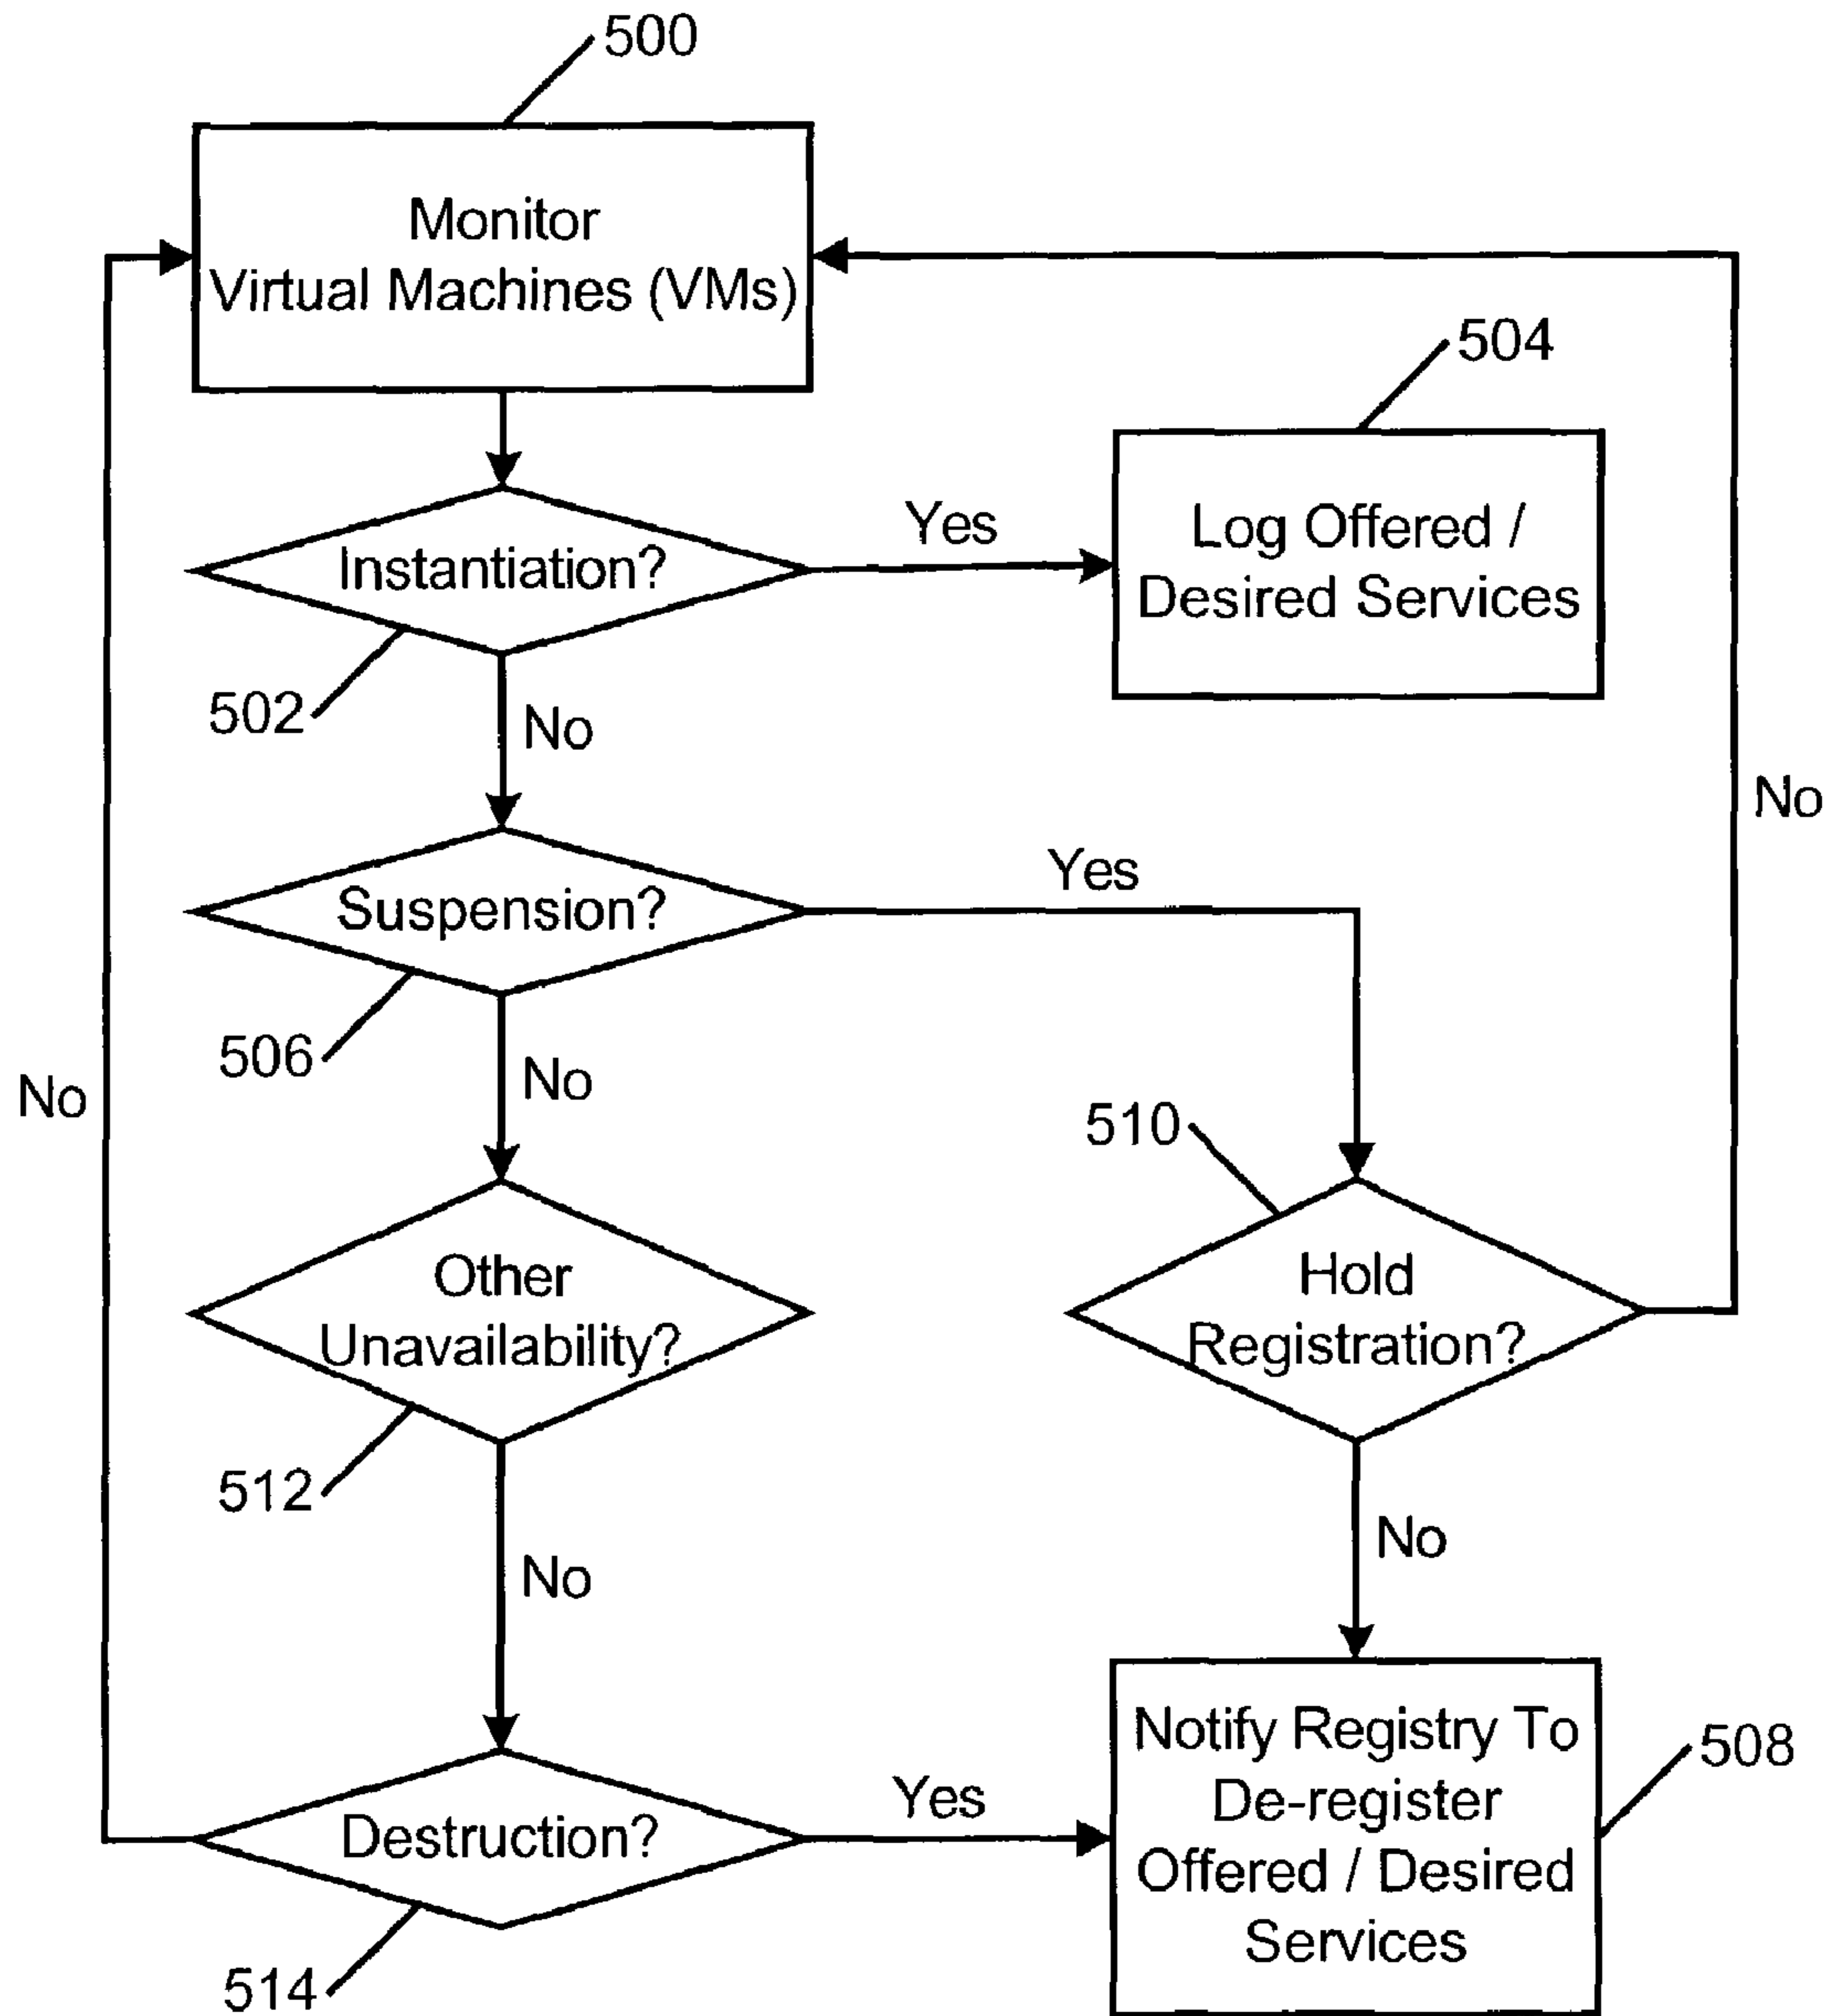 500
Monitor
Virtual Machines (VMs)
504
Log Offered /
Desired Services
Yes
Instantiation?
502
No
No
Yes
Suspension?
506
No
No
510
Other
Unavailability?
Hold
Registration?
512
No
No
Notify Registry To
De-register
Offered / Desired
Services
508
Yes
Destruction?
514